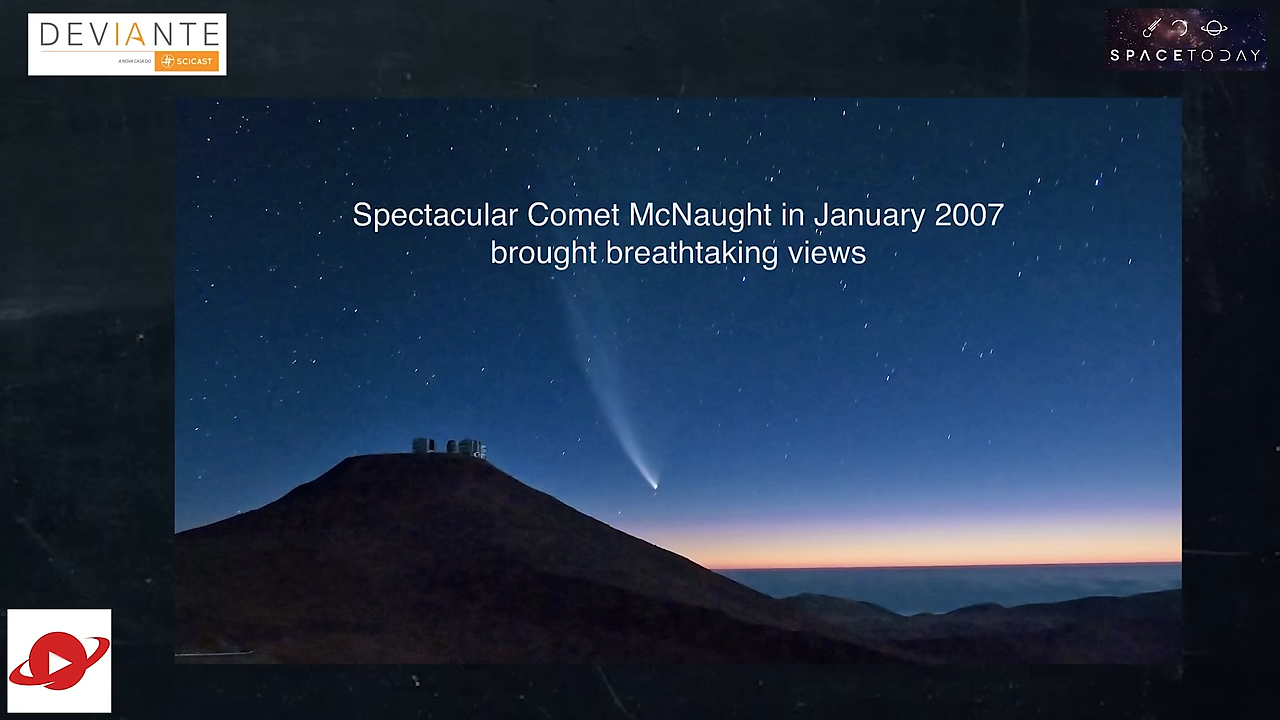 DEVIANTE
A NOVA CASA DO SCICAST
SPACETODAY
Spectacular Comet McNaught in January 2007
brought breathtaking views